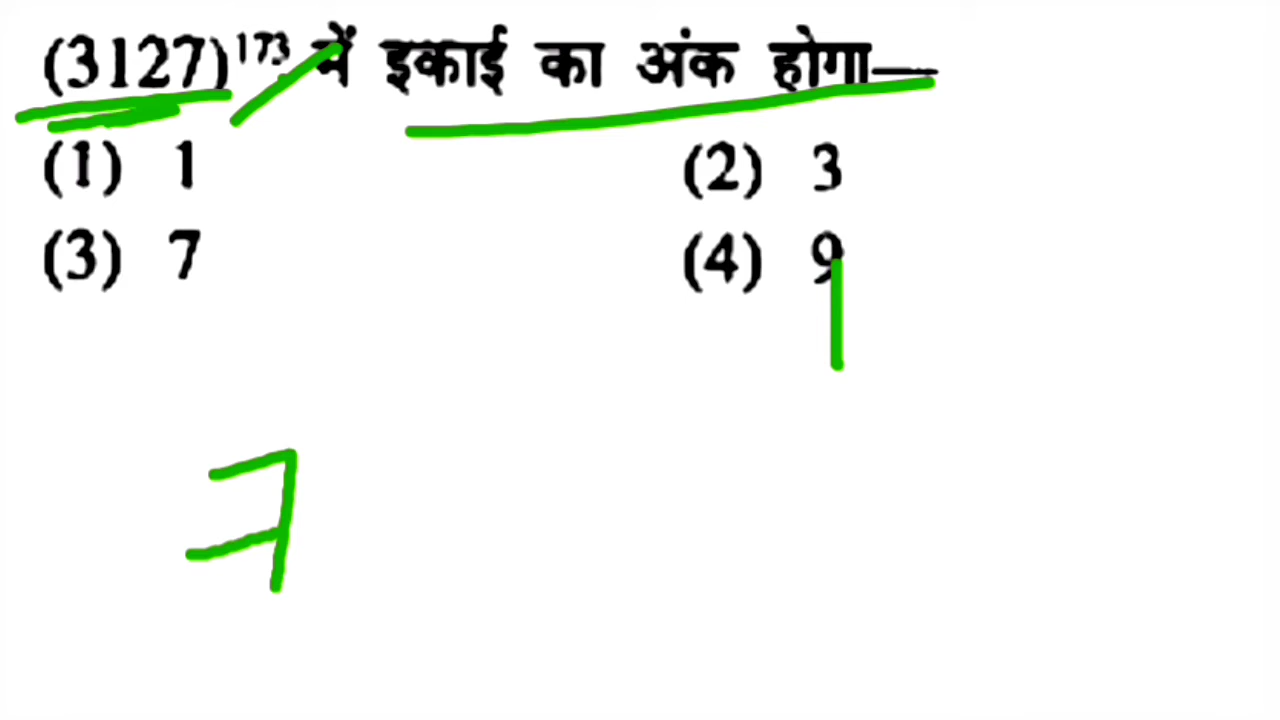 (3127)¹⁷³ में इकाई का अंक होगा—
(1) 1 (2) 3
(3) 7 (4) 9
7